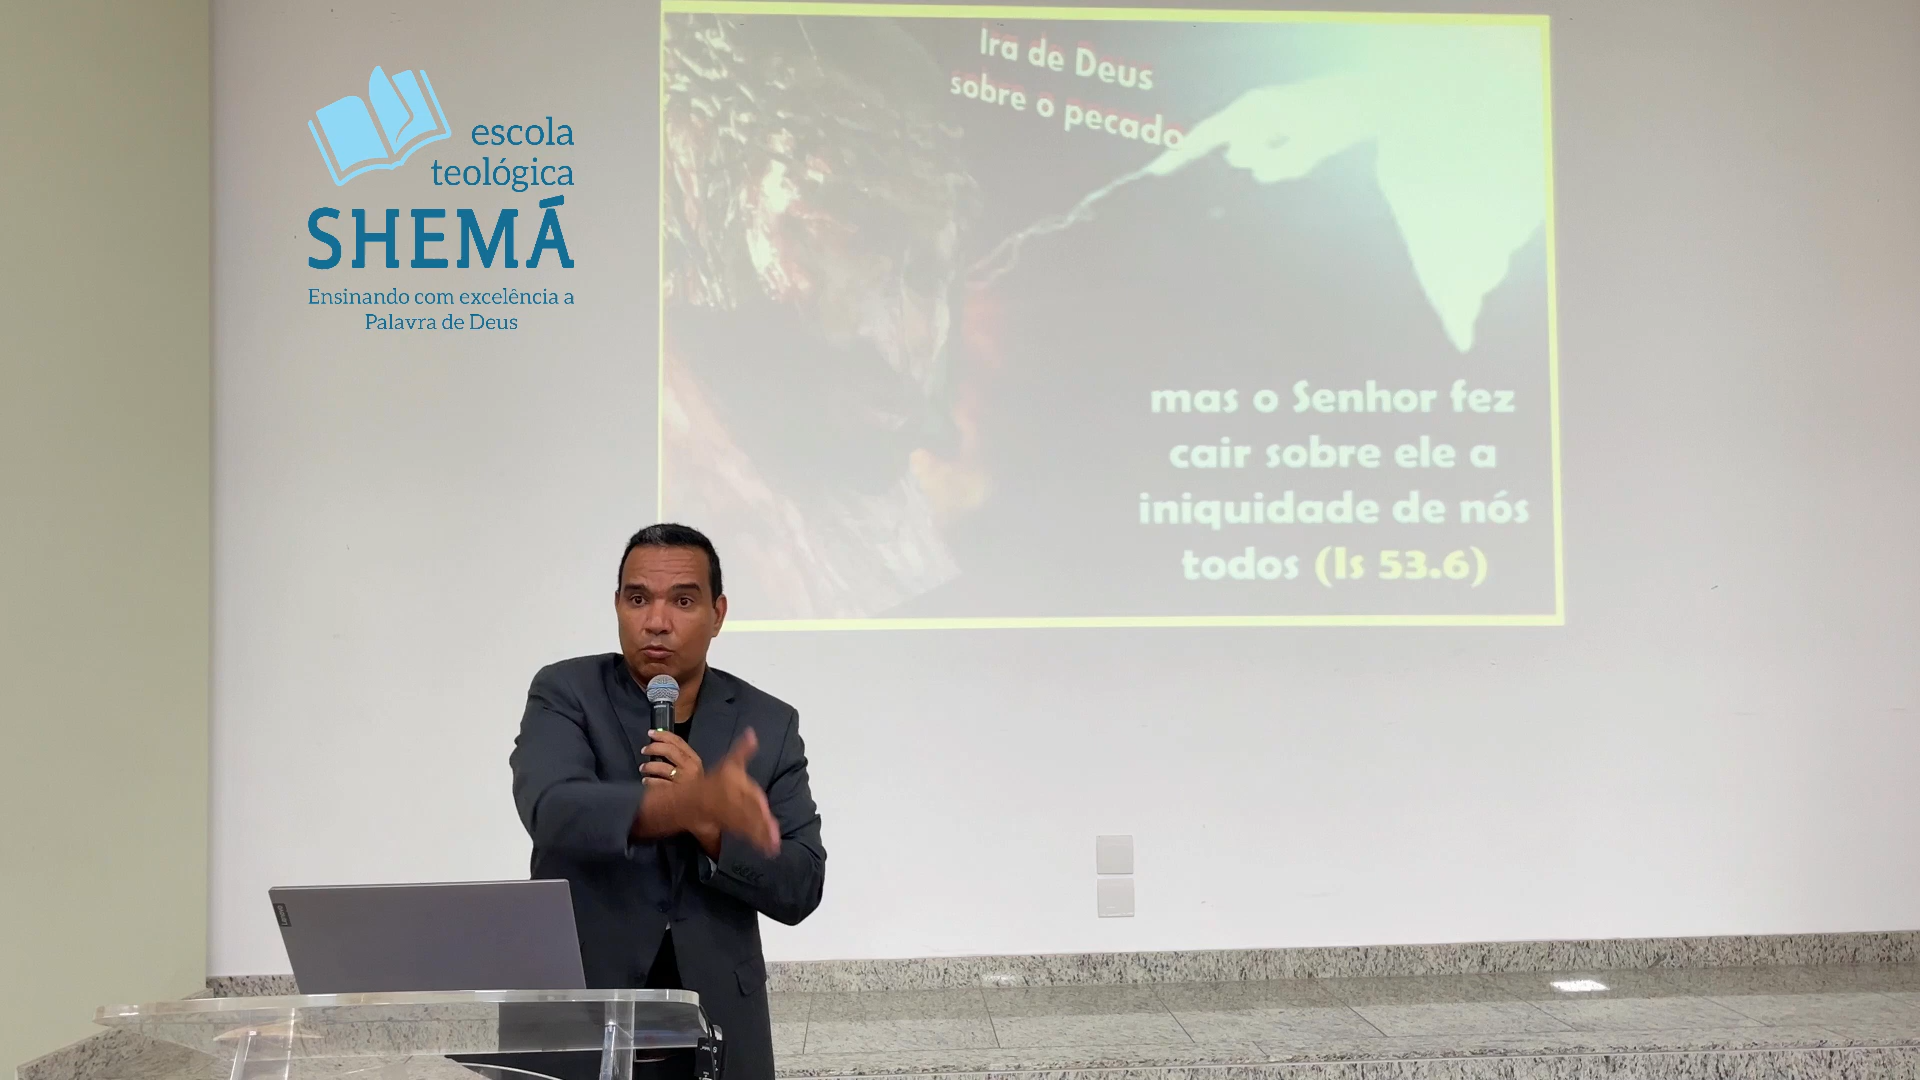 escola
teológica
SHEMÁ
Ensinando com excelência a
Palavra de Deus
Ira de Deus
sobre o pecado
mas o Senhor fez
cair sobre ele a
iniquidade de nós
todos (Is 53.6)
Lenovo